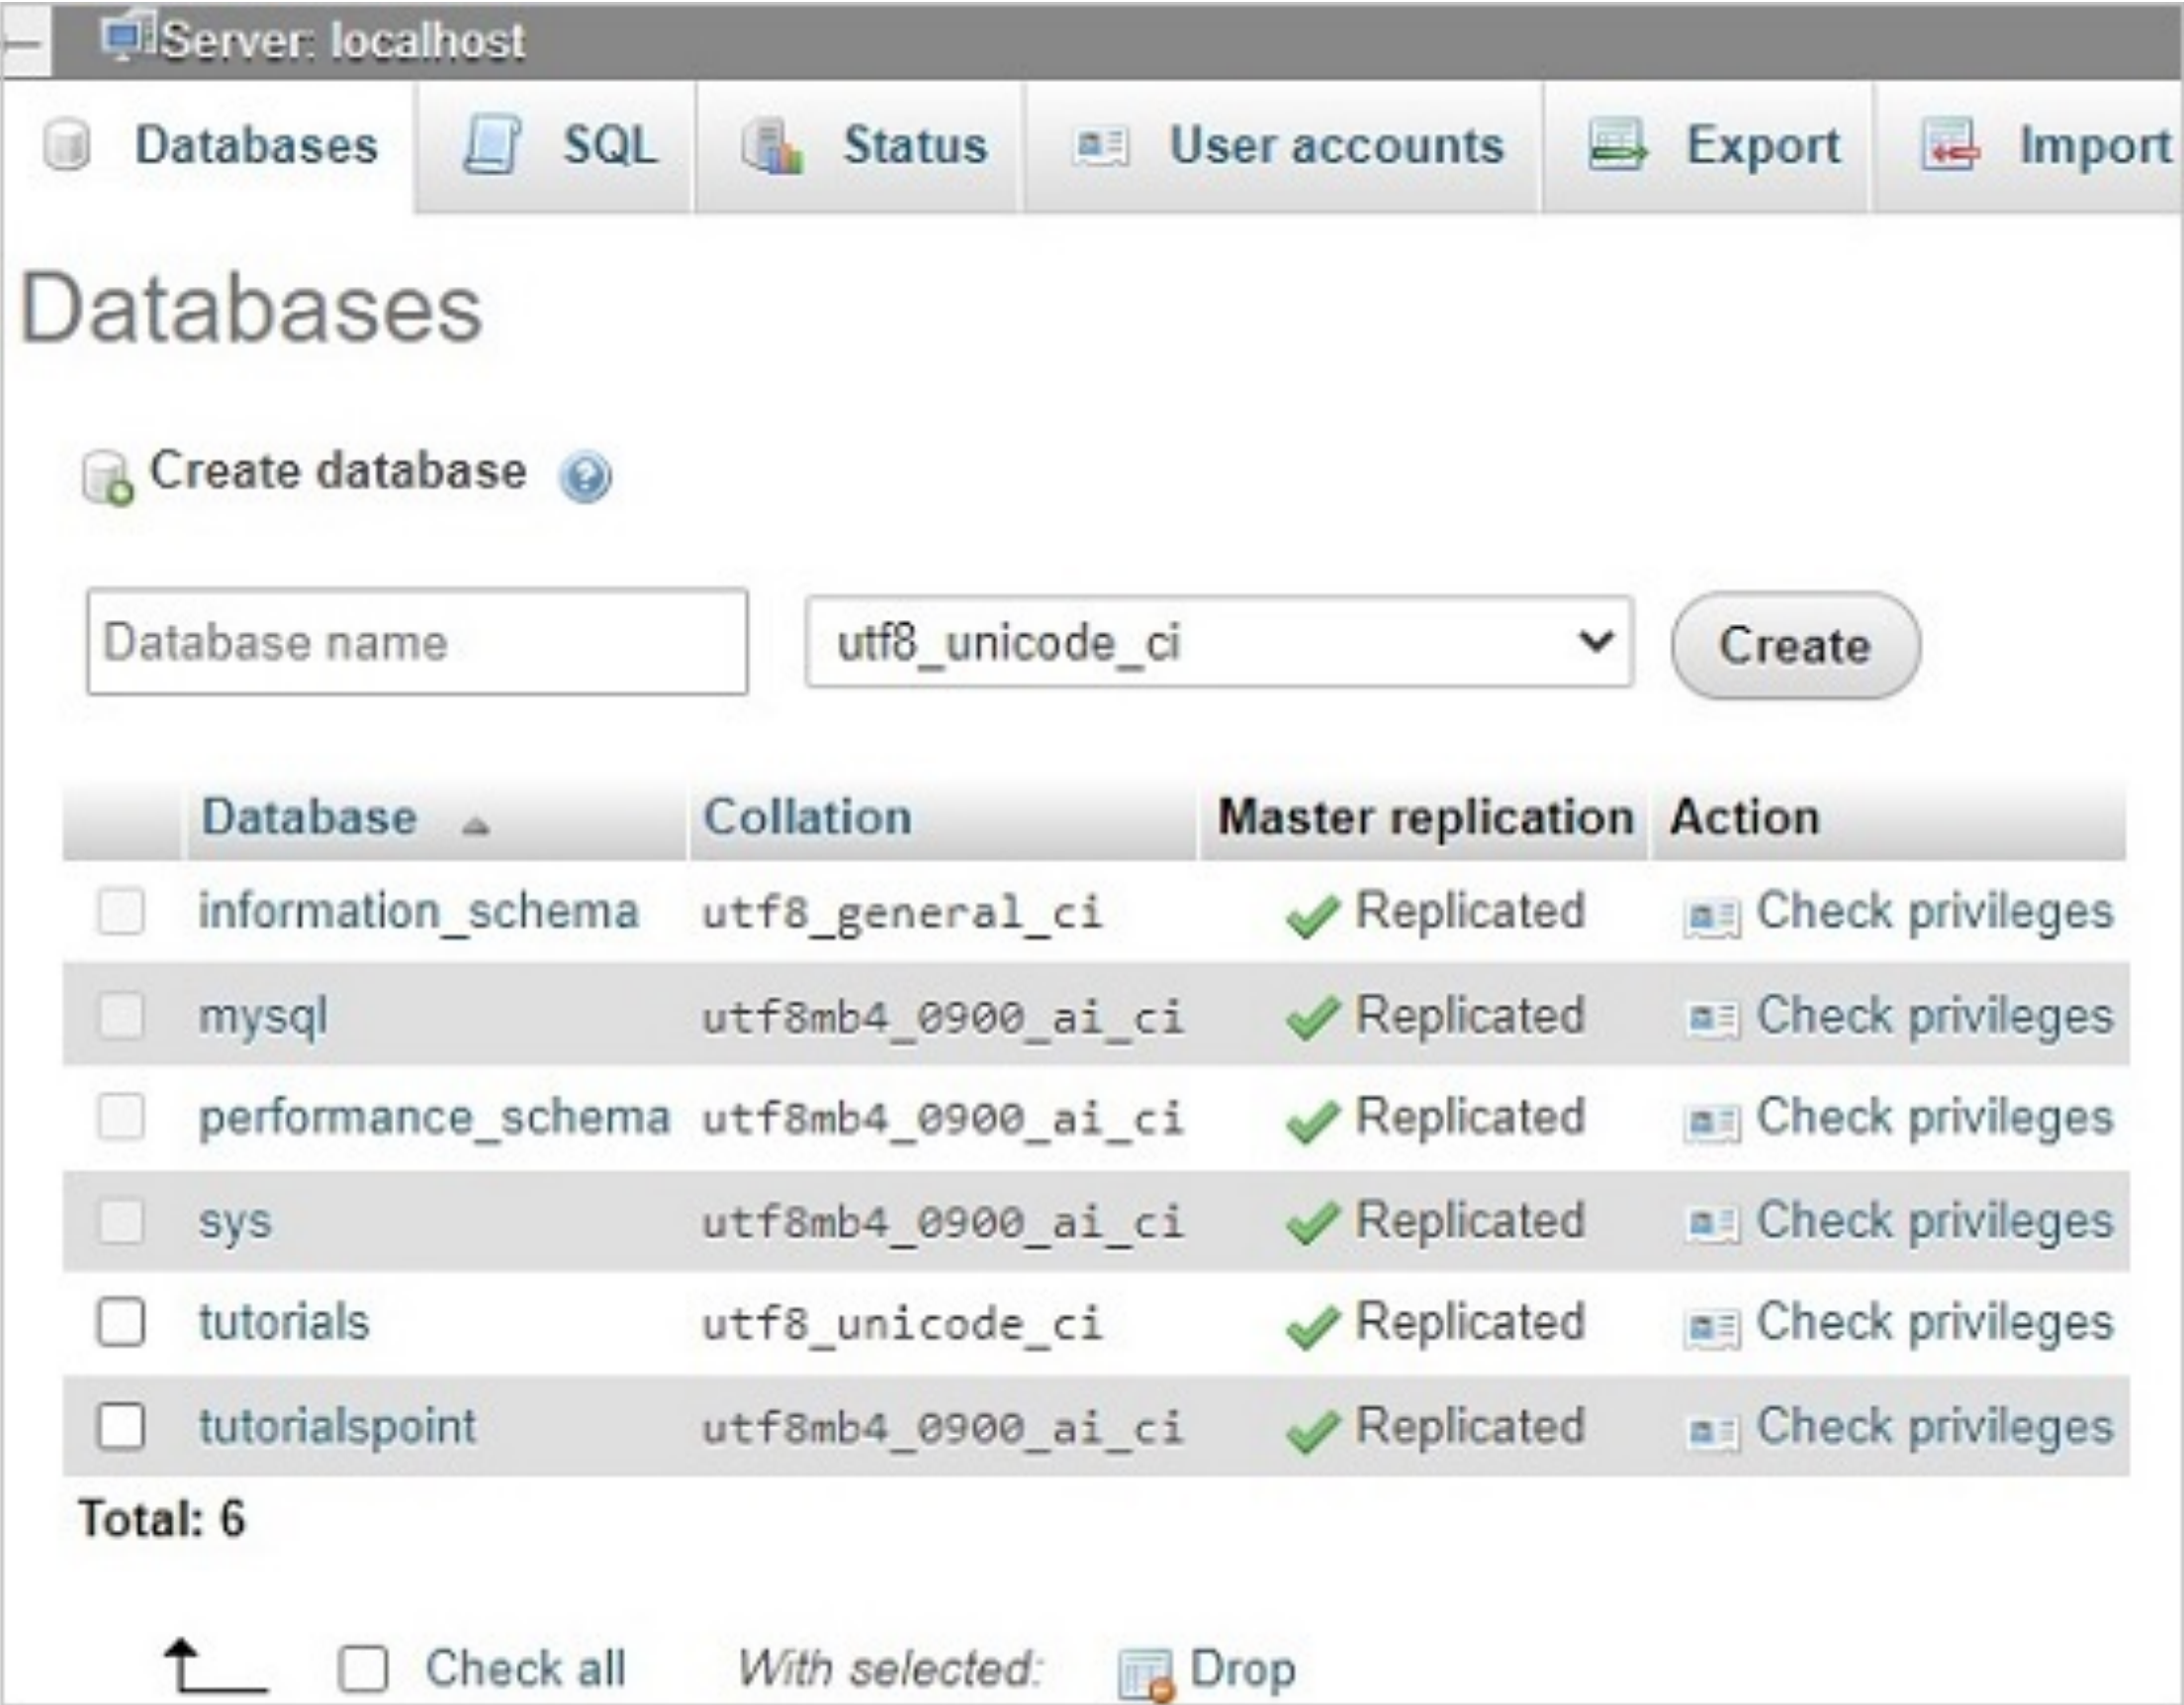 Server: localhost
Databases SQL Status User accounts Export Import
Databases
Create database
Database name utf8_unicode_ci Create
Database Collation Master replication Action
information_schema utf8_general_ci Replicated Check privileges
mysql utf8mb4_0900_ai_ci Replicated Check privileges
performance_schema utf8mb4_0900_ai_ci Replicated Check privileges
sys utf8mb4_0900_ai_ci Replicated Check privileges
tutorials utf8_unicode_ci Replicated Check privileges
tutorialspoint utf8mb4_0900_ai_ci Replicated Check privileges
Total: 6
Check all With selected: Drop